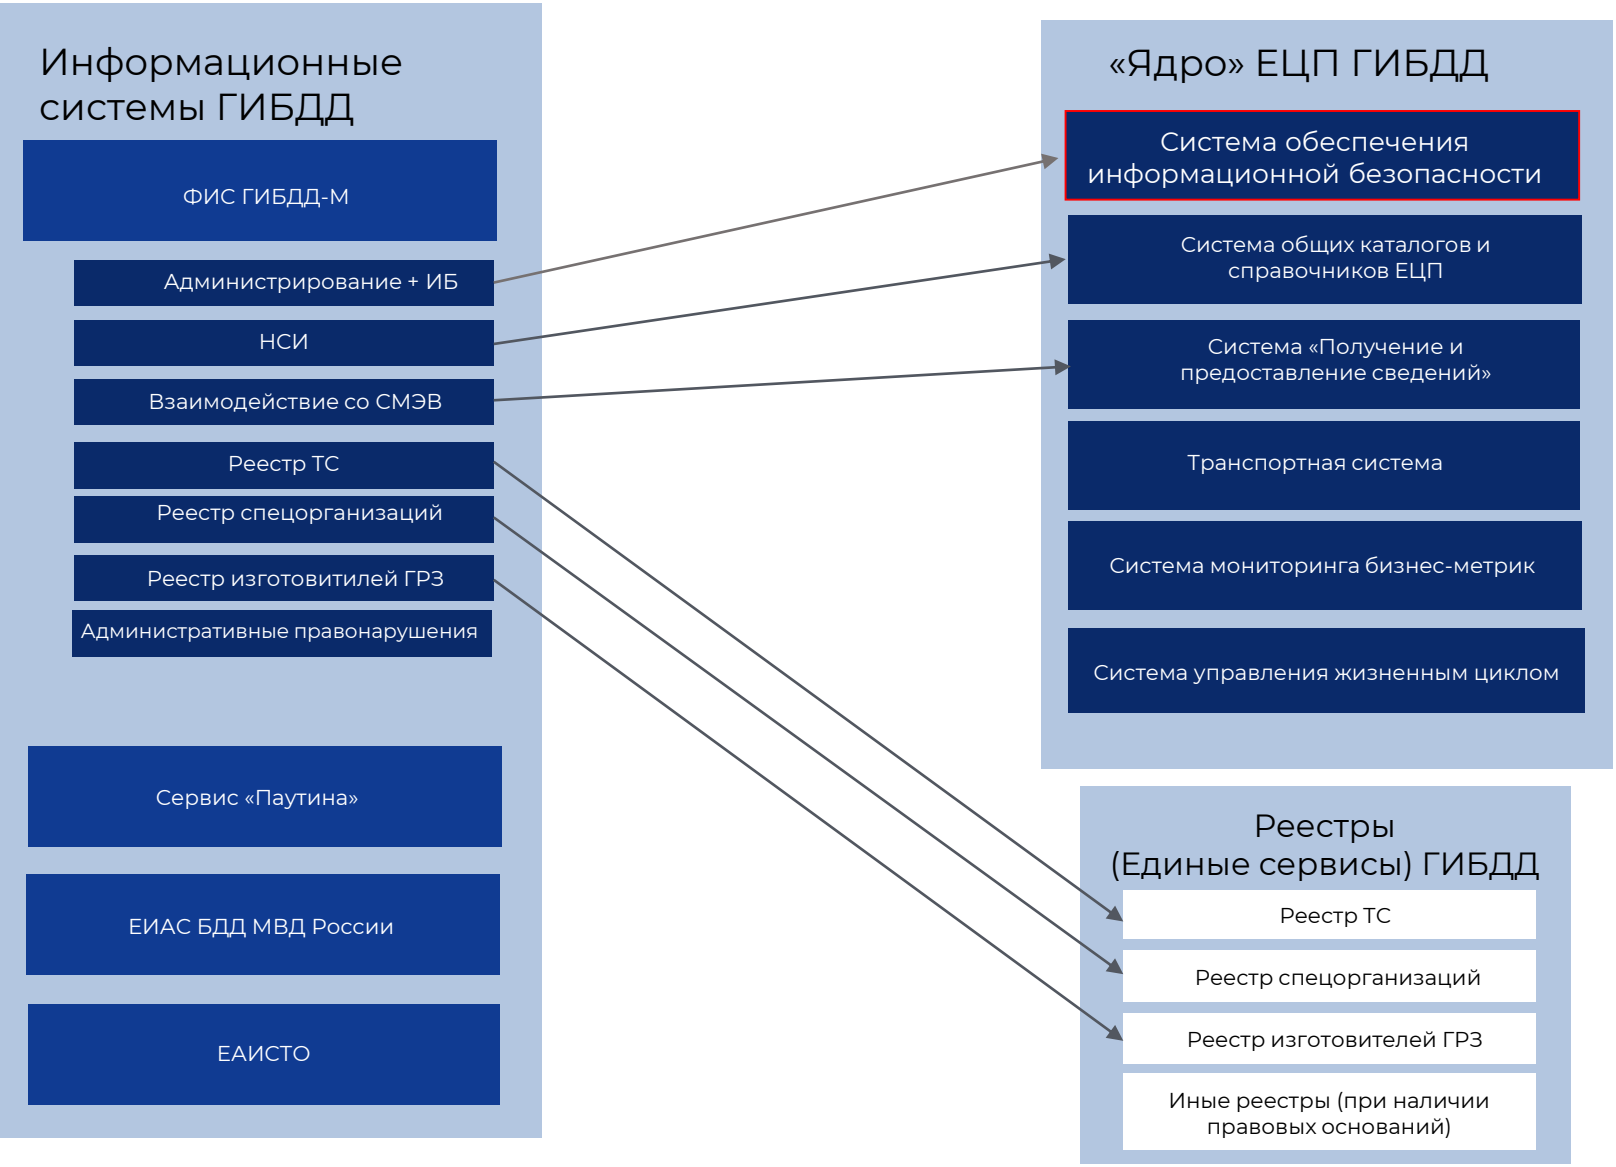 Информационные
системы ГИБДД
ФИС ГИБДД-М
Администрирование + ИБ
НСИ
Взаимодействие со СМЭВ
Реестр ТС
Реестр спецорганизаций
Реестр изготовитилей ГРЗ
Административные правонарушения
Сервис «Паутина»
ЕИАС БДД МВД России
ЕАИСТО
«Ядро» ЕЦП ГИБДД
Система обеспечения
информационной безопасности
Система общих каталогов и
справочников ЕЦП
Система «Получение и
предоставление сведений»
Транспортная система
Система мониторинга бизнес-метрик
Система управления жизненным циклом
Реестры
(Единые сервисы) ГИБДД
Реестр ТС
Реестр спецорганизаций
Реестр изготовителей ГРЗ
Иные реестры (при наличии
правовых оснований)